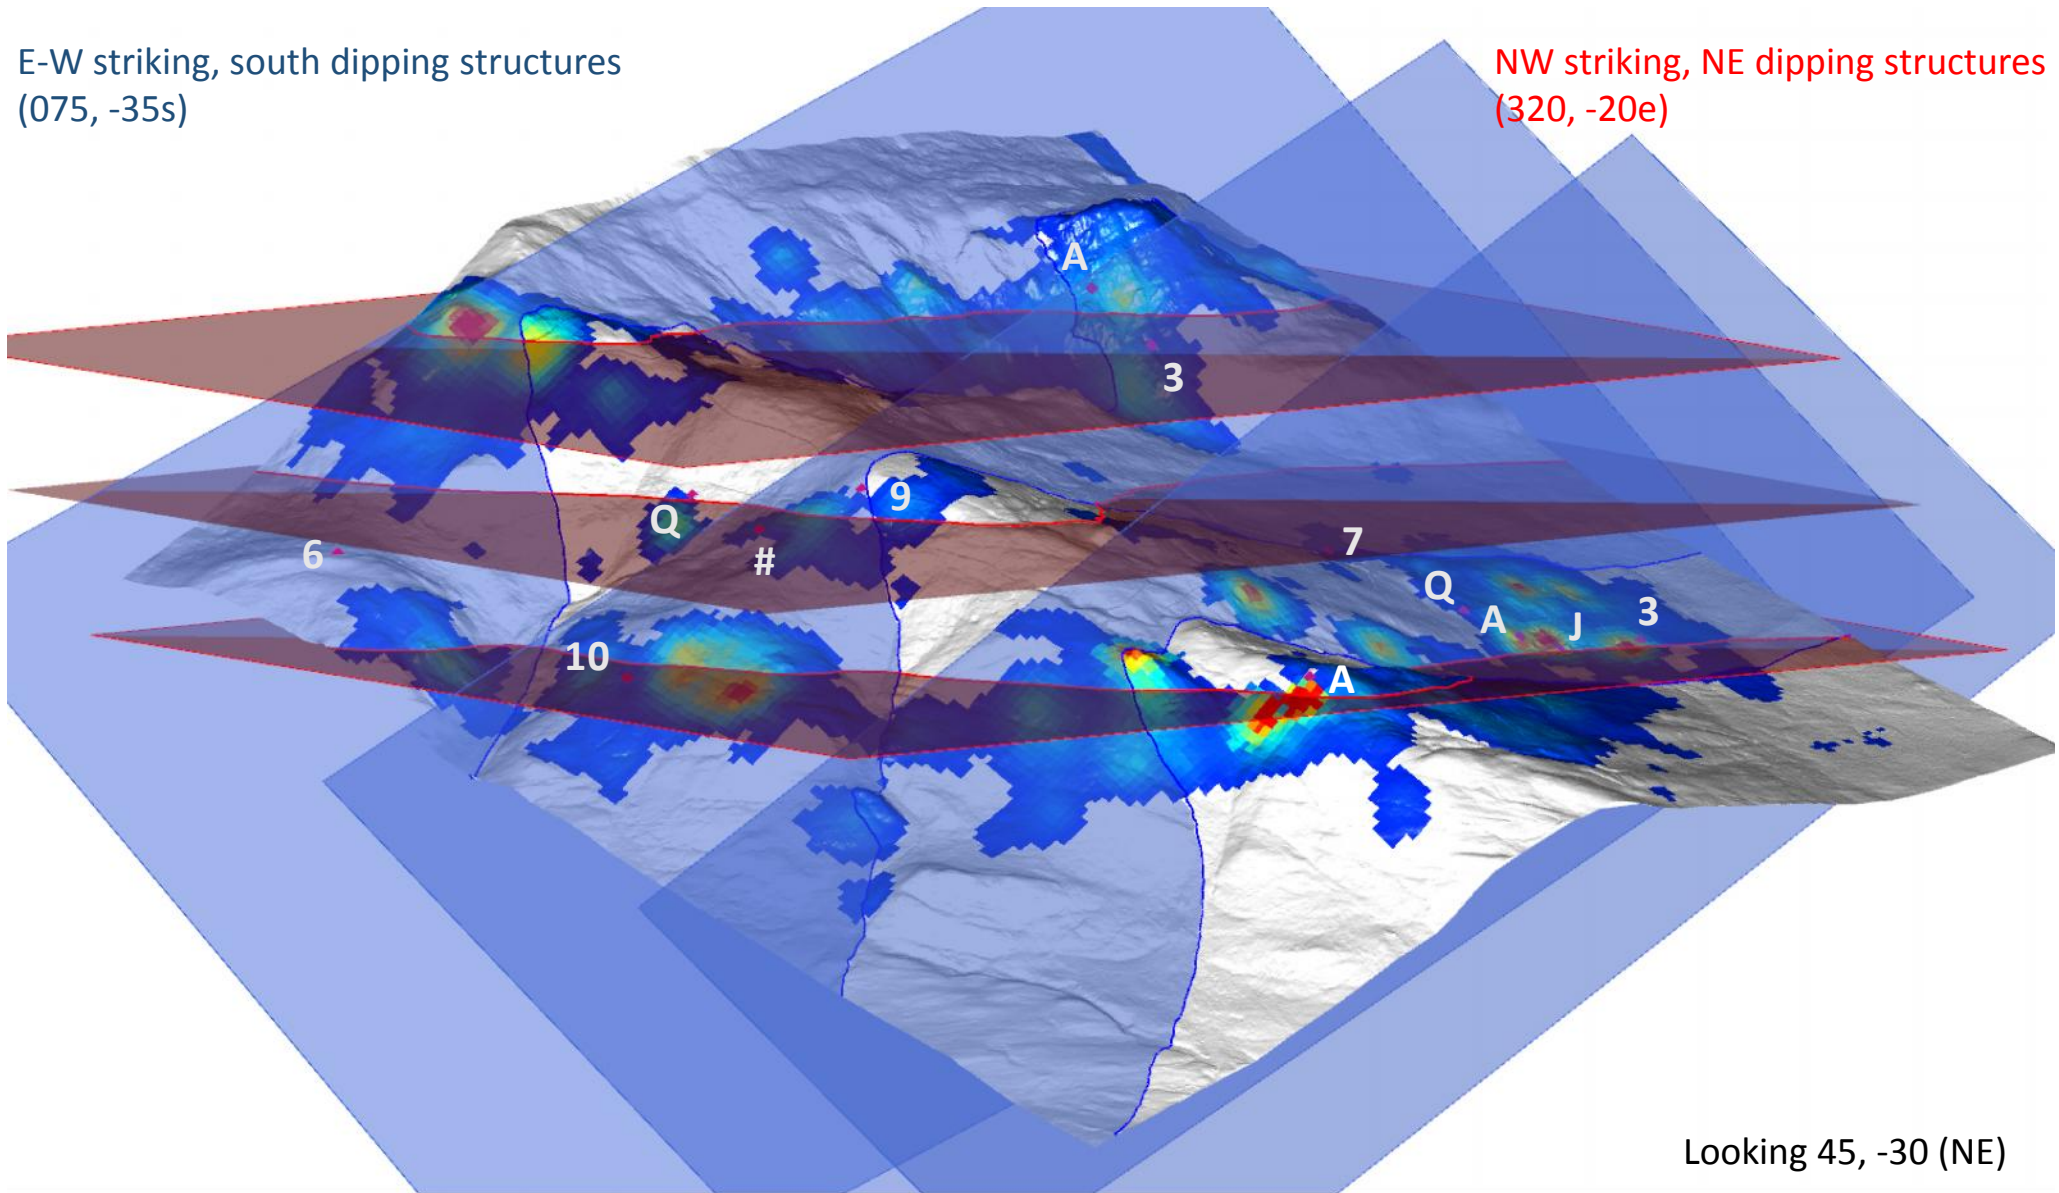 E-W striking, south dipping structures
(075, -35s)
NW striking, NE dipping structures
(320, -20e)
A
3
9
Q
#
6
7
Q
A
J
3
10
A
Looking 45, -30 (NE)